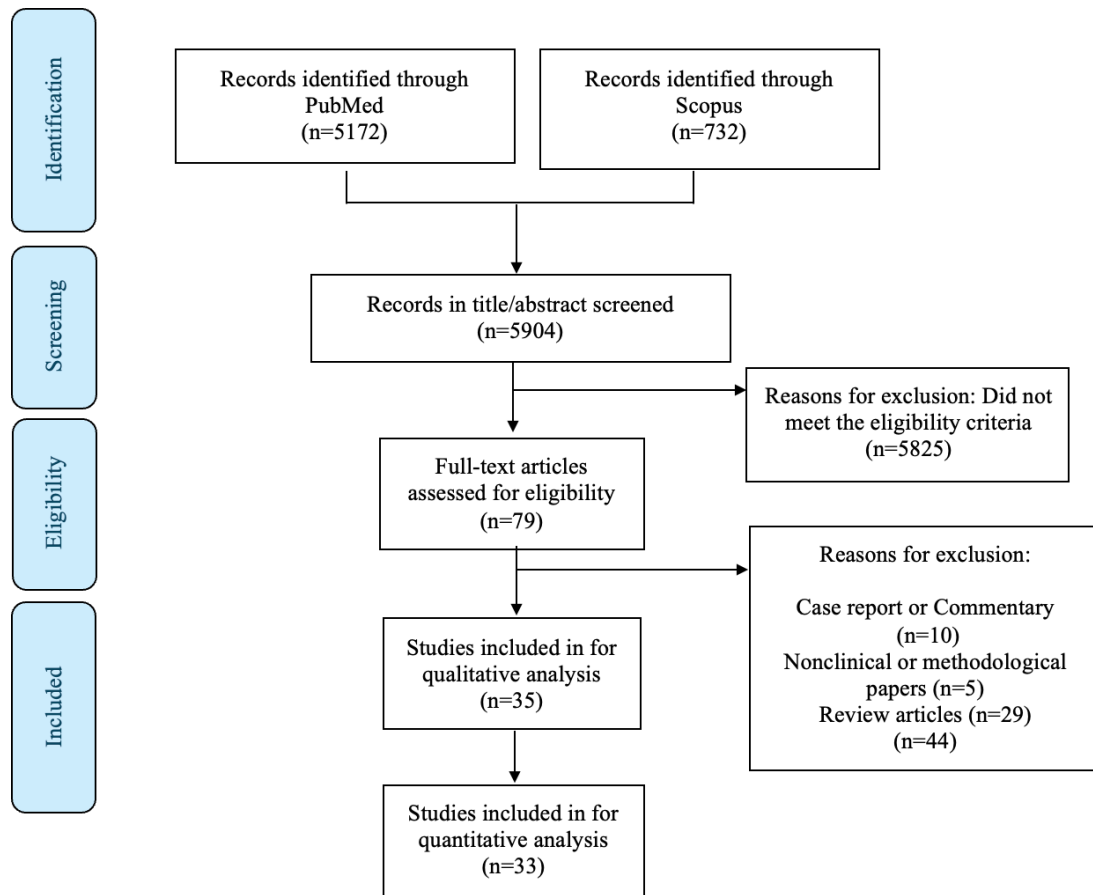 Identification
Records identified through
PubMed
(n=5172)
Records identified through
Scopus
(n=732)
Screening
Records in title/abstract screened
(n=5904)
Reasons for exclusion: Did not
meet the eligibility criteria
(n=5825)
Eligibility
Full-text articles
assessed for eligibility
(n=79)
Reasons for exclusion:
Case report or Commentary
(n=10)
Nonclinical or methodological
papers (n=5)
Review articles (n=29)
(n=44)
Included
Studies included in for
qualitative analysis
(n=35)
Studies included in for
quantitative analysis
(n=33)